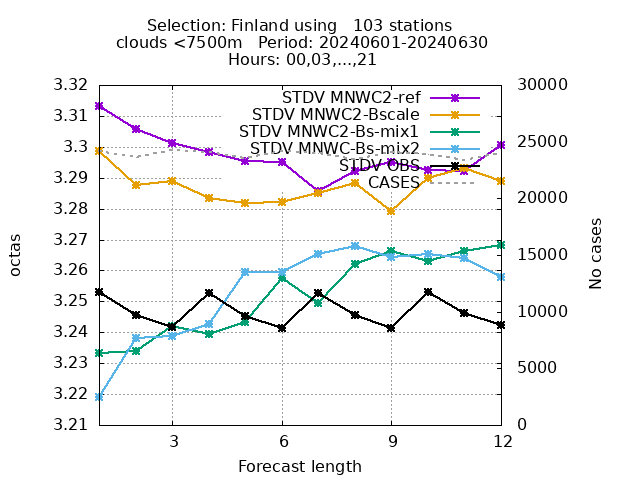 Selection: Finland using   103 stations
clouds <7500m   Period: 20240601-20240630
Hours: 00,03,...,21
3.32
3.31
3.3
3.29
3.28
3.27
3.26
3.25
3.24
3.23
3.22
3.21
octas
30000
25000
20000
15000
10000
5000
0
No cases
STDV MNWC2-ref
STDV MNWC2-Bscale
STDV MNWC2-Bs-mix1
STDV MNWC-Bs-mix2
STDV OBS
CASES
3
6
9
12
Forecast length